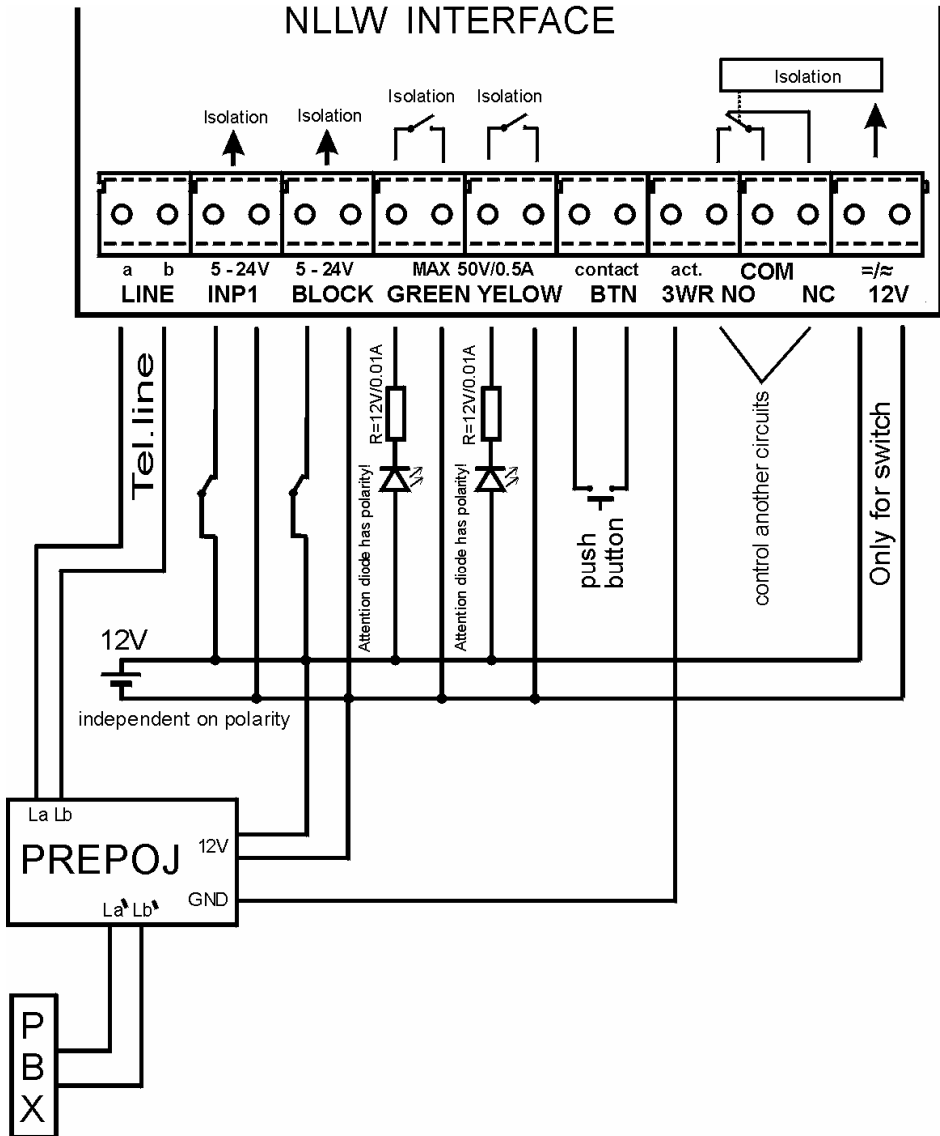 NLLW INTERFACE
Isolation
Isolation
Isolation
Isolation
Isolation
a b 5 - 24V 5 - 24V MAX 50V/0.5A contact act. COM =/≈
LINE INP1 BLOCK GREEN YELOW BTN 3WR NO NC 12V
Tel.line
R=12V/0.01A
Attention diode has polarity!
R=12V/0.01A
Attention diode has polarity!
push
button
control another circuits
Only for switch
12V
independent on polarity
La Lb
PREPOJ
12V
GND
La' Lb'
P
B
X